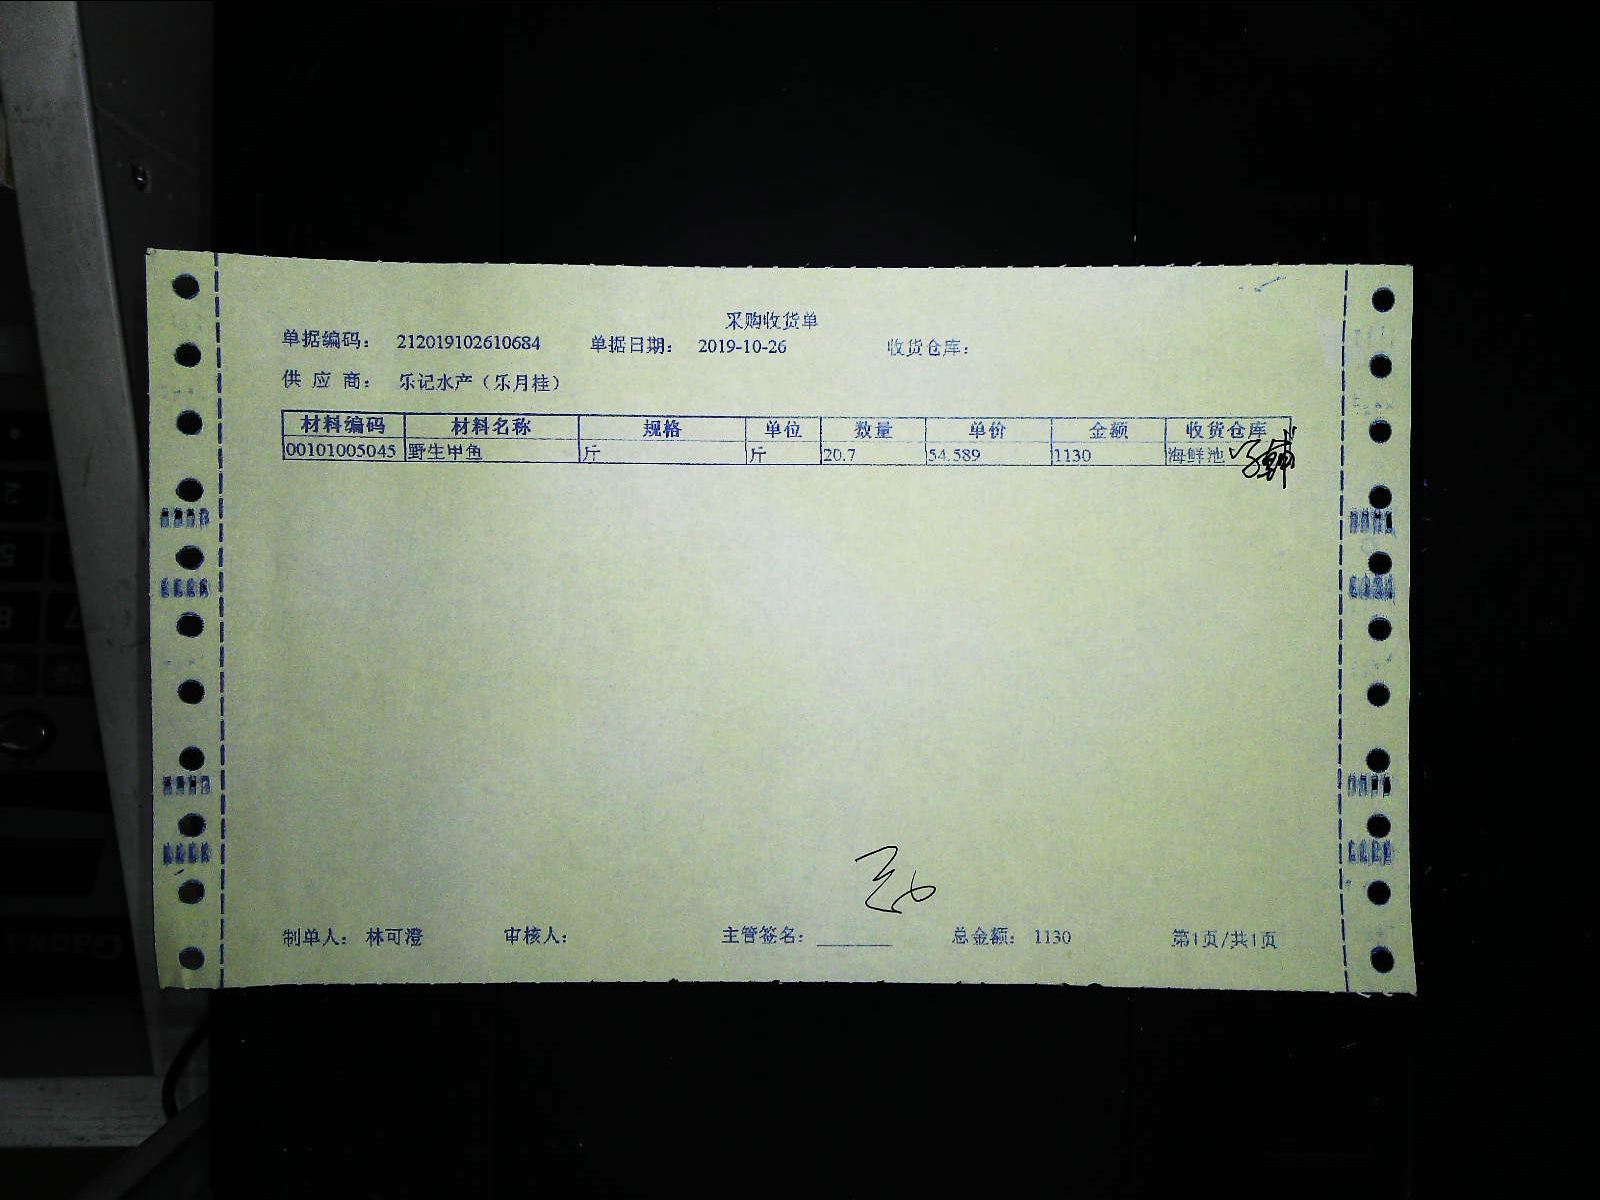 采购收货单
单据编码： 212019102610684 单据日期： 2019-10-26 收货仓库：
供 应 商： 乐记水产（乐月桂）
材料编码 材料名称 规格 单位 数量 单价 金额 收货仓库
00101005045 野生甲鱼 斤 斤 20.7 54.589 1130 海鲜池
制单人： 林可澄 审核人： 主管签名： 总金额： 1130 第1页/共1页